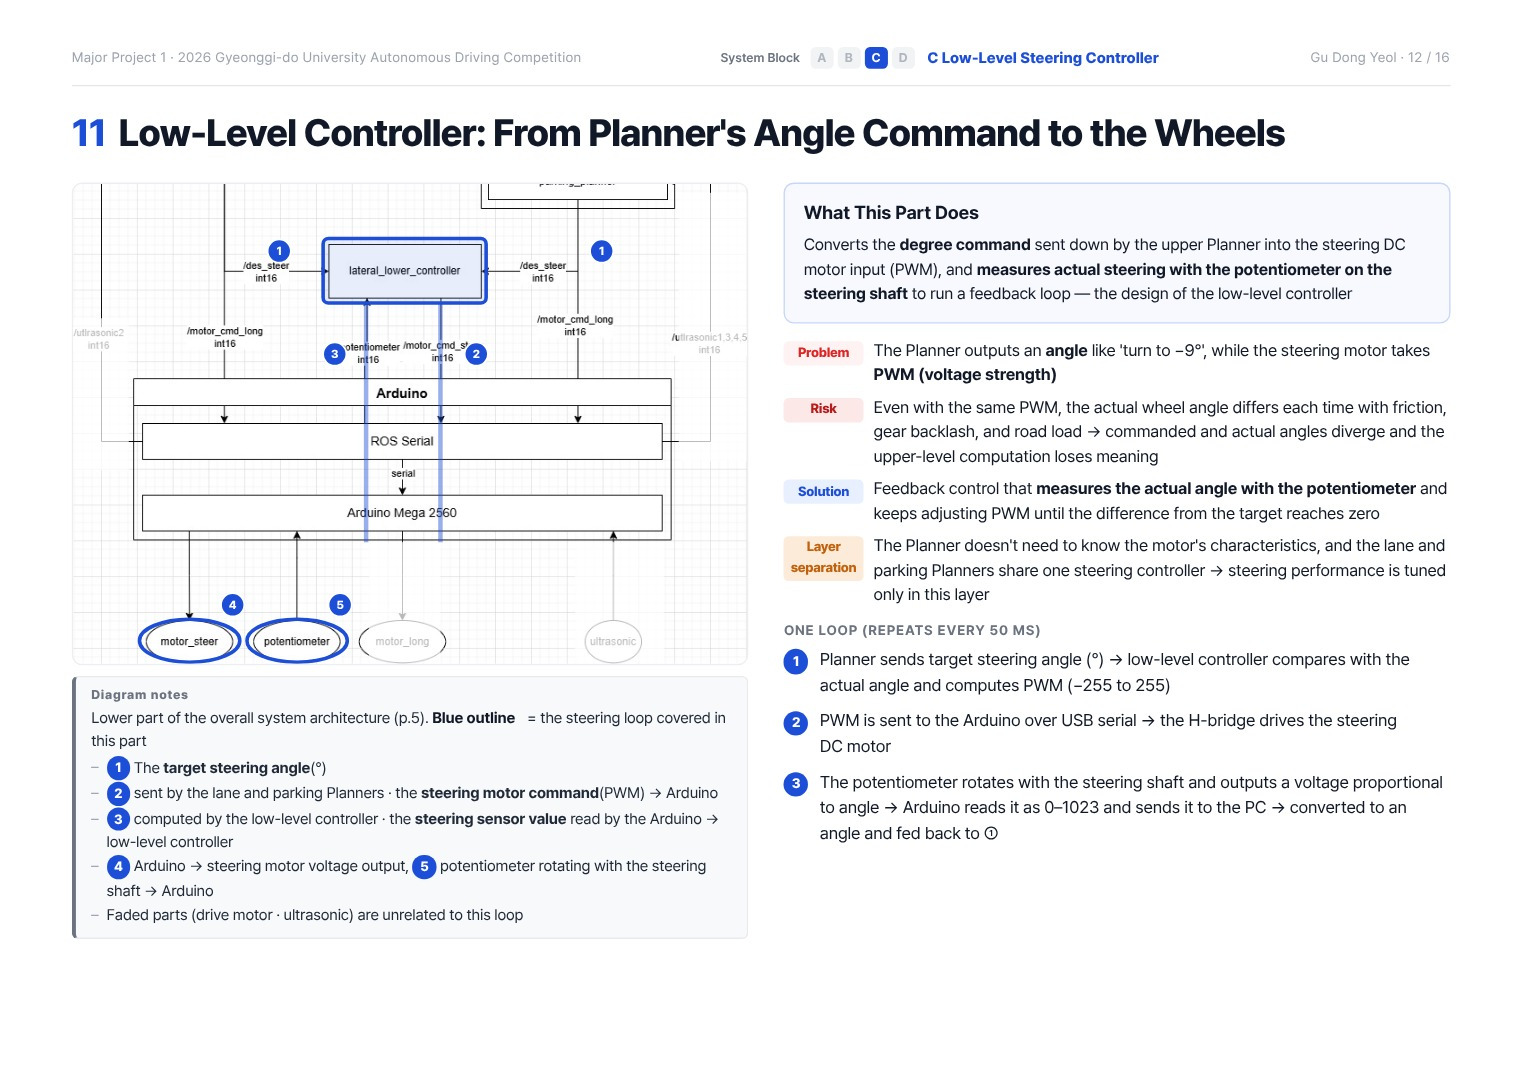 Major Project 1 · 2026 Gyeonggi-do University Autonomous Driving Competition
System Block A B C D C Low-Level Steering Controller
Gu Dong Yeol · 12 / 16
11 Low-Level Controller: From Planner's Angle Command to the Wheels
1
1
/des_steer
int16
lateral_lower_controller
/des_steer
int16
/utlrasonic2
int16
/motor_cmd_long
int16
/motor_cmd_long
int16
/utlrasonic1,3,4,5
int16
3
otentiometer
int16
/motor_cmd_st
int16
2
Arduino
ROS Serial
serial
Arduino Mega 2560
4
5
motor_steer
potentiometer
motor_long
ultrasonic
Diagram notes
Lower part of the overall system architecture (p.5). Blue outline = the steering loop covered in
this part
– 1 The target steering angle(°)
– 2 sent by the lane and parking Planners · the steering motor command(PWM) → Arduino
– 3 computed by the low-level controller · the steering sensor value read by the Arduino →
low-level controller
– 4 Arduino → steering motor voltage output, 5 potentiometer rotating with the steering
shaft → Arduino
– Faded parts (drive motor · ultrasonic) are unrelated to this loop
What This Part Does
Converts the degree command sent down by the upper Planner into the steering DC
motor input (PWM), and measures actual steering with the potentiometer on the
steering shaft to run a feedback loop — the design of the low-level controller
Problem
The Planner outputs an angle like 'turn to −9°', while the steering motor takes
PWM (voltage strength)
Risk
Even with the same PWM, the actual wheel angle differs each time with friction,
gear backlash, and road load → commanded and actual angles diverge and the
upper-level computation loses meaning
Solution
Feedback control that measures the actual angle with the potentiometer and
keeps adjusting PWM until the difference from the target reaches zero
Layer
separation
The Planner doesn't need to know the motor's characteristics, and the lane and
parking Planners share one steering controller → steering performance is tuned
only in this layer
ONE LOOP (REPEATS EVERY 50 MS)
1 Planner sends target steering angle (°) → low-level controller compares with the
actual angle and computes PWM (−255 to 255)
2 PWM is sent to the Arduino over USB serial → the H-bridge drives the steering
DC motor
3 The potentiometer rotates with the steering shaft and outputs a voltage proportional
to angle → Arduino reads it as 0–1023 and sends it to the PC → converted to an
angle and fed back to ①